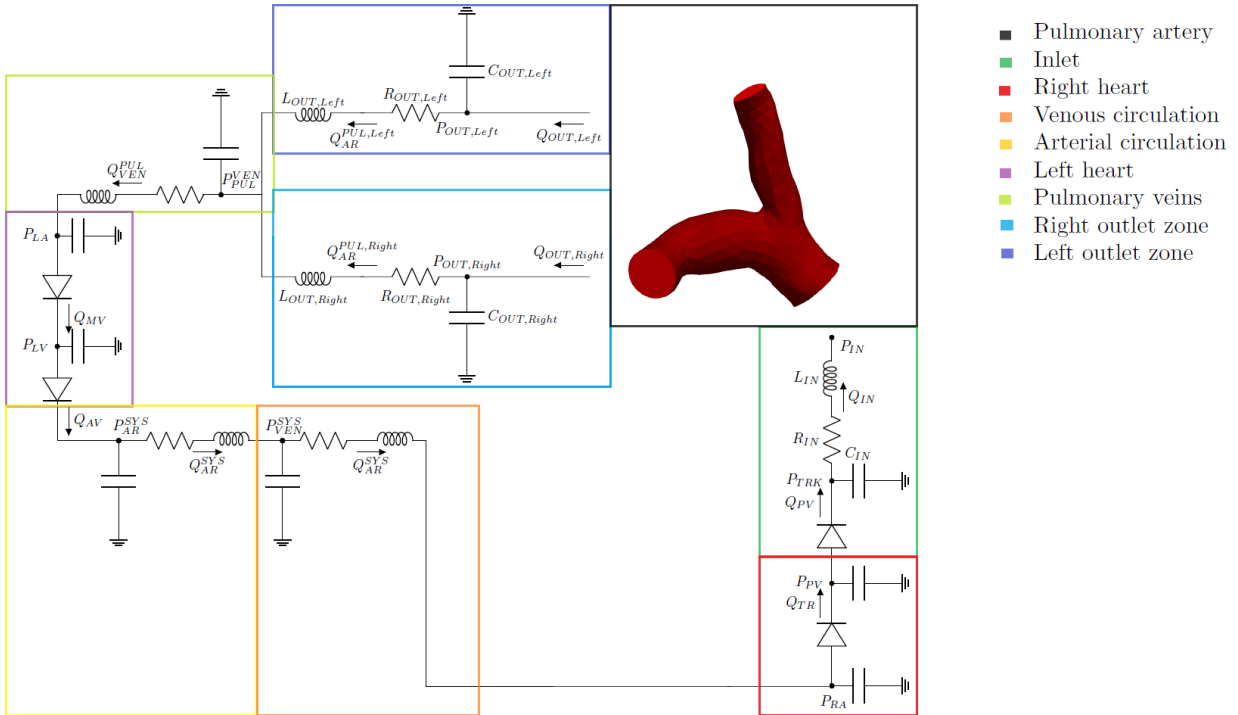 Pulmonary artery
Inlet
Right heart
Venous circulation
Arterial circulation
Left heart
Pulmonary veins
Right outlet zone
Left outlet zone
C_{OUT,Left}
L_{OUT,Left}
R_{OUT,Left}
Q_{AR}^{PUL,Left}
P_{OUT,Left}
Q_{OUT,Left}
Q_{VEN}^{PUL}
P_{PUL}^{VEN}
P_{LA}
Q_{MV}
P_{LV}
Q_{AV}
Q_{AR}^{PUL,Right}
P_{OUT,Right}
Q_{OUT,Right}
L_{OUT,Right}
R_{OUT,Right}
C_{OUT,Right}
P_{AR}^{SYS}
Q_{AR}^{SYS}
P_{VEN}^{SYS}
Q_{AR}^{SYS}
P_{IN}
L_{IN}
Q_{IN}
R_{IN}
C_{IN}
P_{TRK}
Q_{PV}
P_{PV}
Q_{TR}
P_{RA}